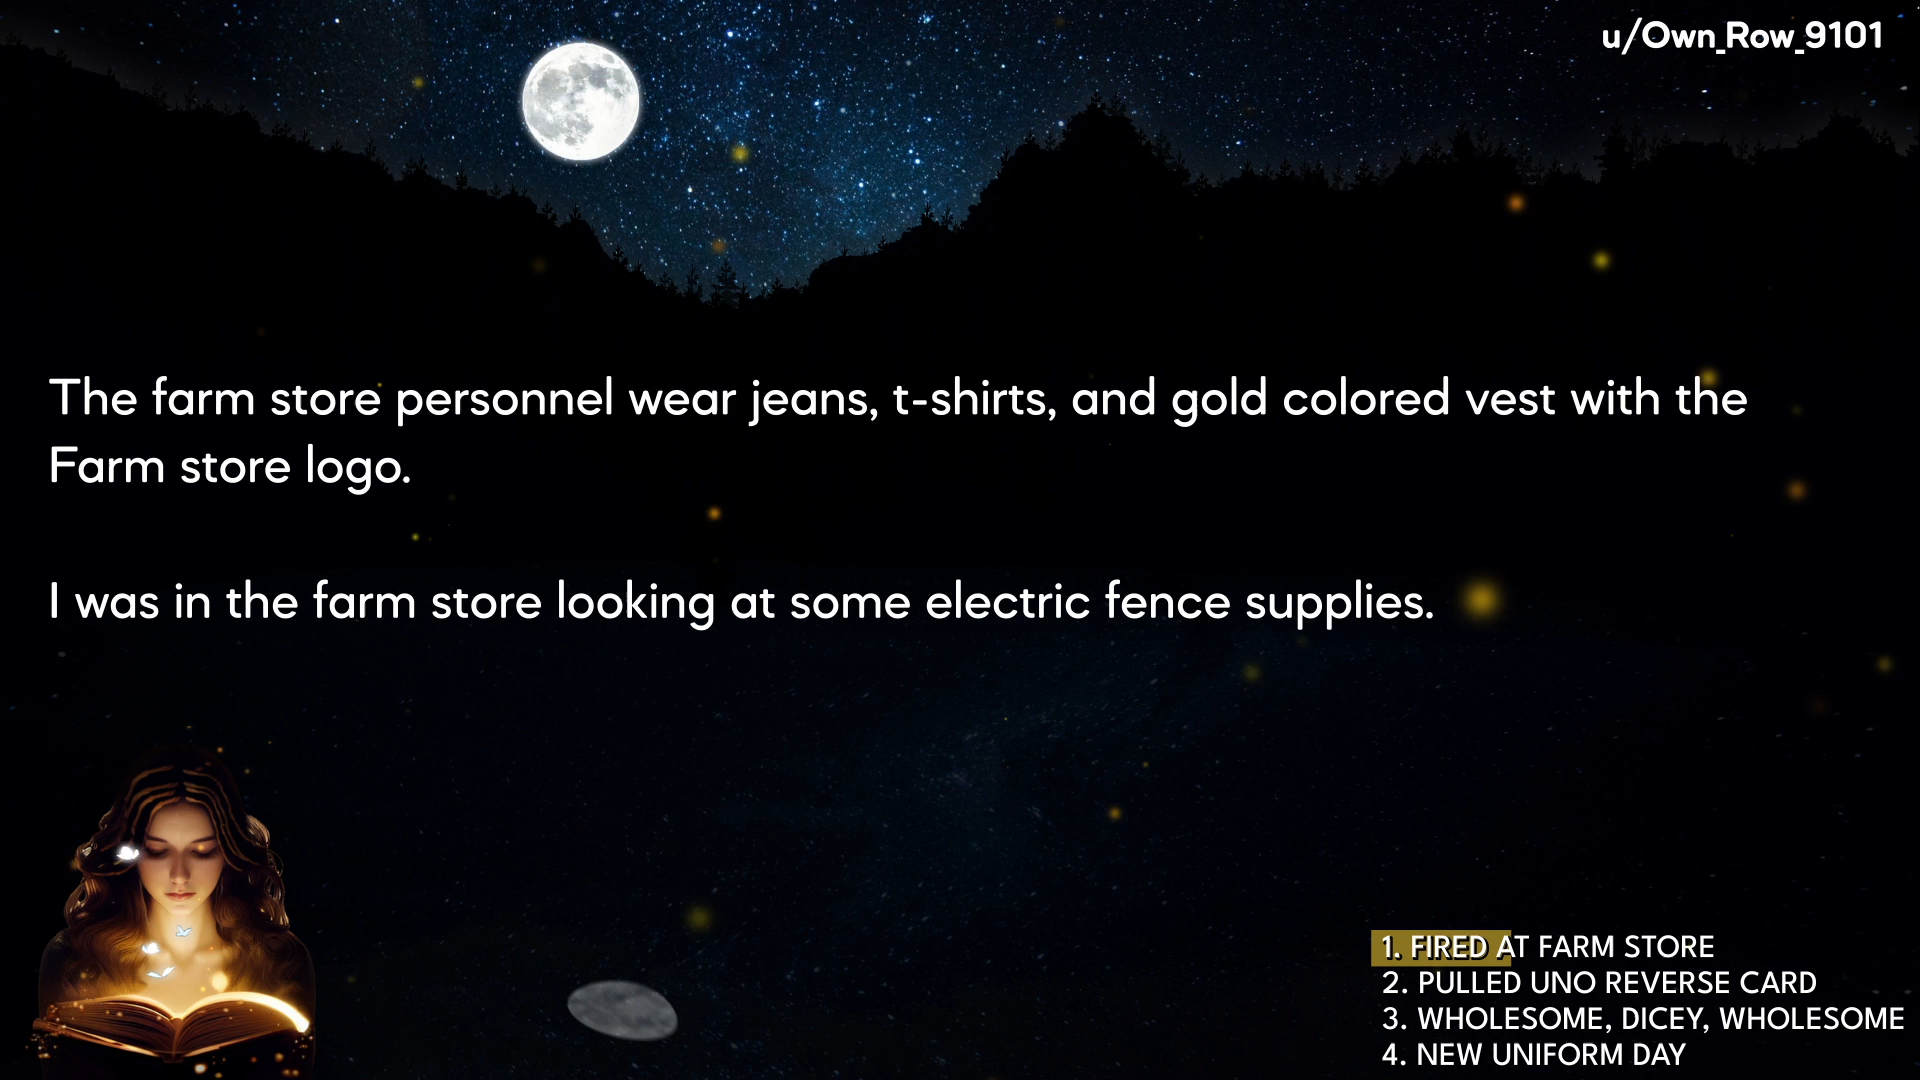 u/Own_Row_9101
The farm store personnel wear jeans, t-shirts, and gold colored vest with the
Farm store logo.
I was in the farm store looking at some electric fence supplies.
1. FIRED AT FARM STORE
2. PULLED UNO REVERSE CARD
3. WHOLESOME, DICEY, WHOLESOME
4. NEW UNIFORM DAY